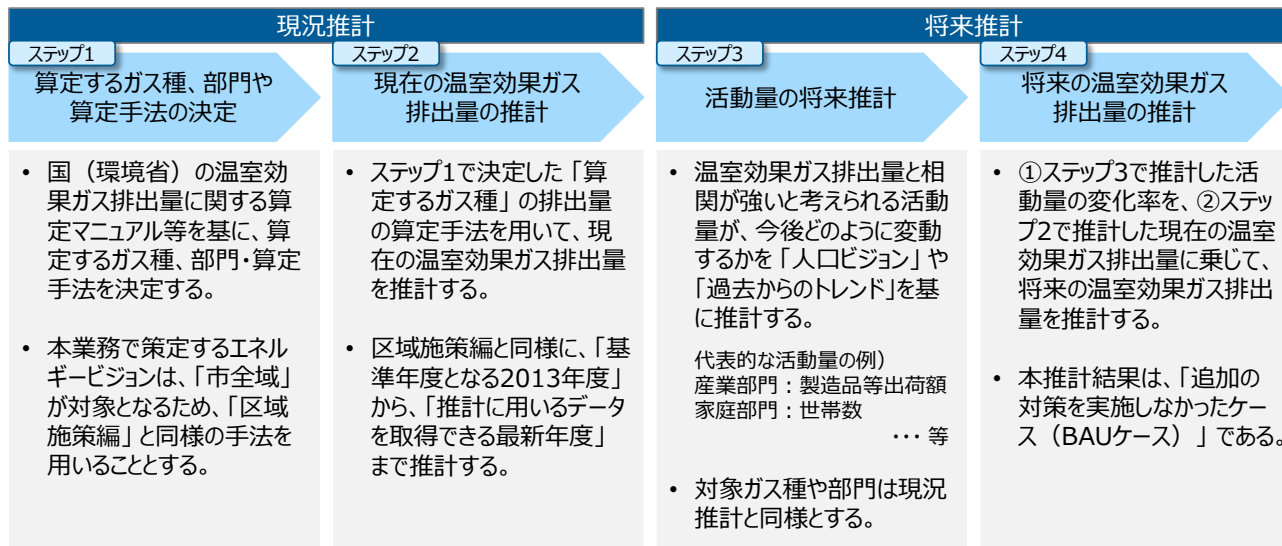 現況推計
ステップ1
算定するガス種、部門や
算定手法の決定
• 国（環境省）の温室効
果ガス排出量に関する算
定マニュアル等を基に、算
定するガス種、部門・算定
手法を決定する。
• 本業務で策定するエネル
ギービジョンは、「市全域」
が対象となるため、「区域
施策編」と同様の手法を
用いることとする。
ステップ2
現在の温室効果ガス
排出量の推計
• ステップ1で決定した「算
定するガス種」の排出量
の算定手法を用いて、現
在の温室効果ガス排出量
を推計する。
• 区域施策編と同様に、「基
準年度となる2013年度」
から、「推計に用いるデータ
を取得できる最新年度」
まで推計する。
将来推計
ステップ3
活動量の将来推計
• 温室効果ガス排出量と相
関が強いと考えられる活動
量が、今後どのように変動
するかを「人口ビジョン」や
「過去からのトレンド」を基
に推計する。
代表的な活動量の例）
産業部門：製造品等出荷額
家庭部門：世帯数
・・・ 等
• 対象ガス種や部門は現況
推計と同様とする。
ステップ4
将来の温室効果ガス
排出量の推計
• ①ステップ3で推計した活
動量の変化率を、②ステッ
プ2で推計した現在の温室
効果ガス排出量に乗じて、
将来の温室効果ガス排出
量を推計する。
• 本推計結果は、「追加の
対策を実施しなかったケー
ス（BAUケース）」である。